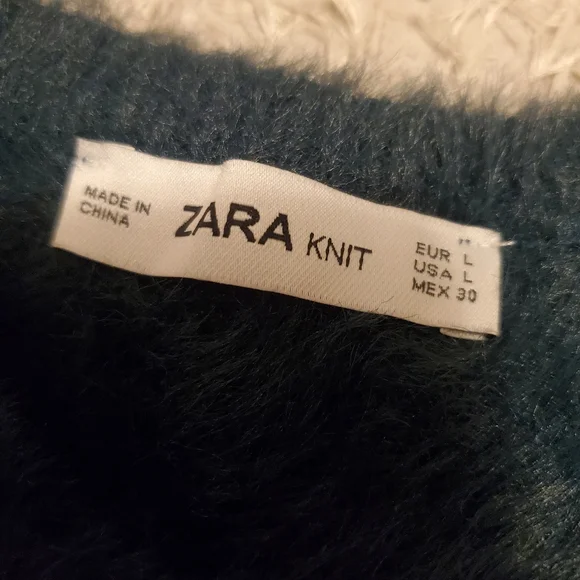 MADE IN
CHINA
ZARA KNIT
EUR L
USA L
MEX 30